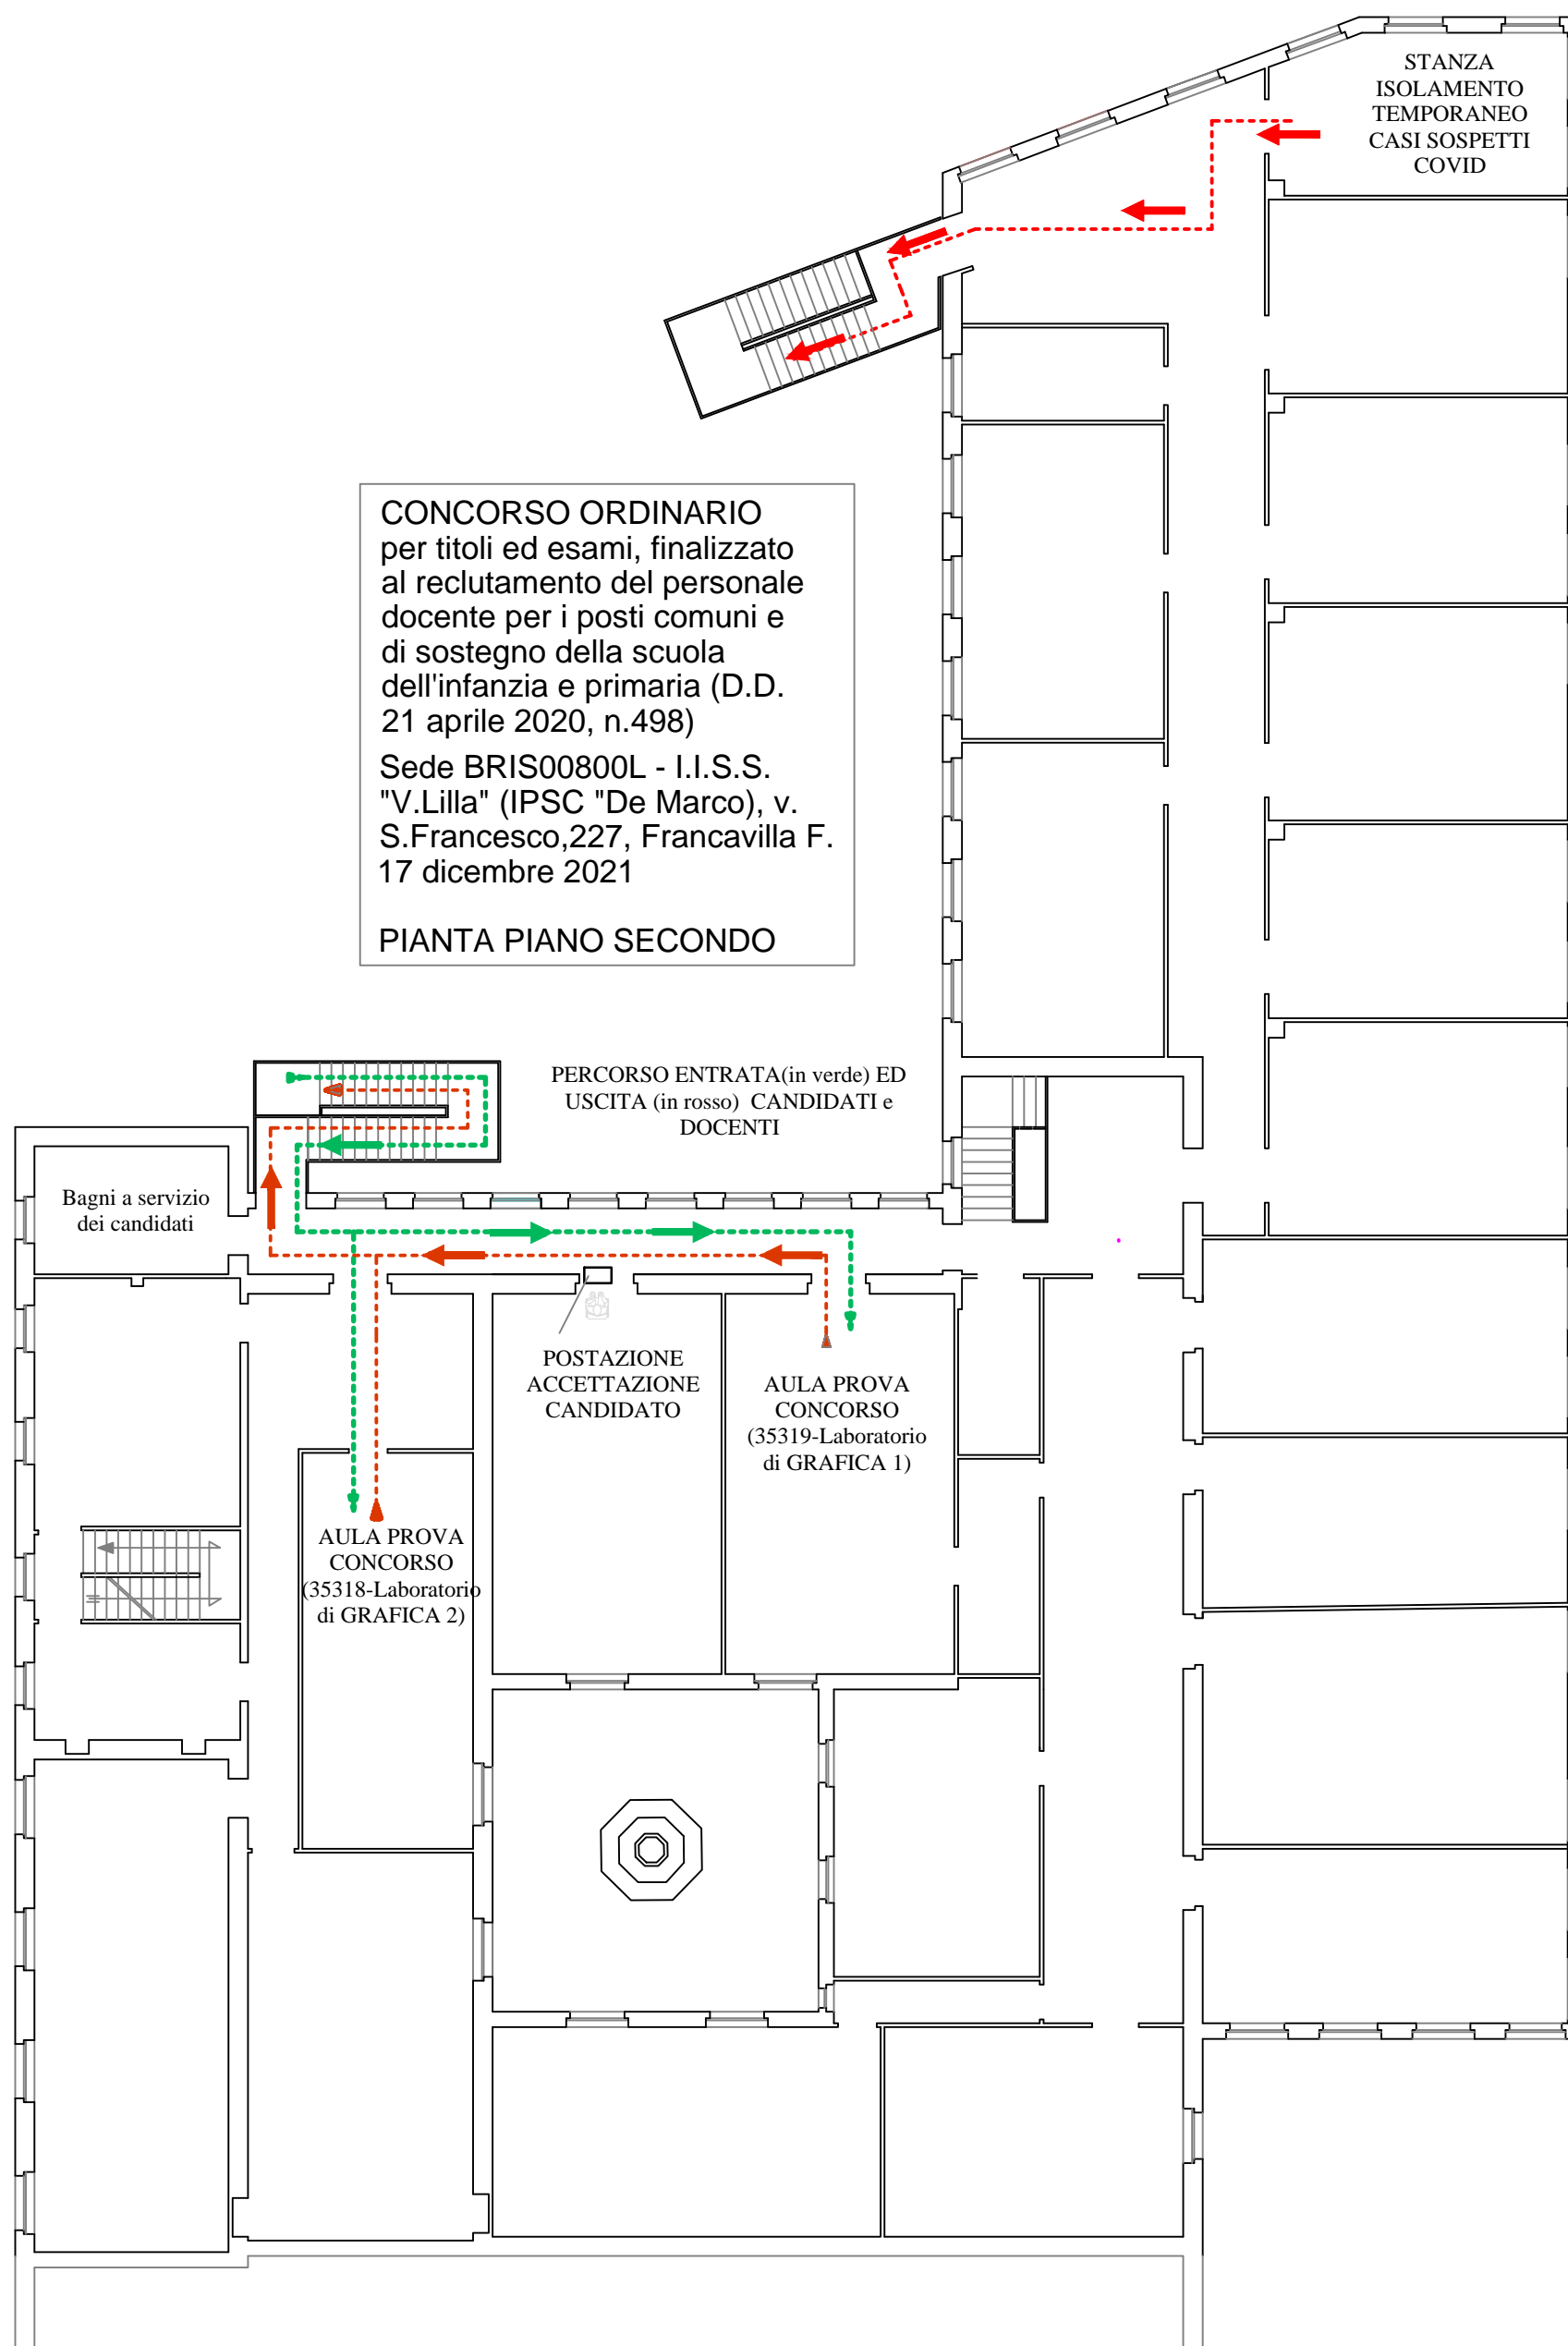 STANZA
ISOLAMENTO
TEMPORANEO
CASI SOSPETTI
COVID
CONCORSO ORDINARIO
per titoli ed esami, finalizzato
al reclutamento del personale
docente per i posti comuni e
di sostegno della scuola
dell'infanzia e primaria (D.D.
21 aprile 2020, n.498)
Sede BRIS00800L - I.I.S.S.
"V.Lilla" (IPSC "De Marco), v.
S.Francesco,227, Francavilla F.
17 dicembre 2021
PIANTA PIANO SECONDO
PERCORSO ENTRATA(in verde) ED
USCITA (in rosso) CANDIDATI e
DOCENTI
Bagni a servizio
dei candidati
POSTAZIONE
ACCETTAZIONE
CANDIDATO
AULA PROVA
CONCORSO
(35319-Laboratorio
di GRAFICA 1)
AULA PROVA
CONCORSO
(35318-Laboratorio
di GRAFICA 2)